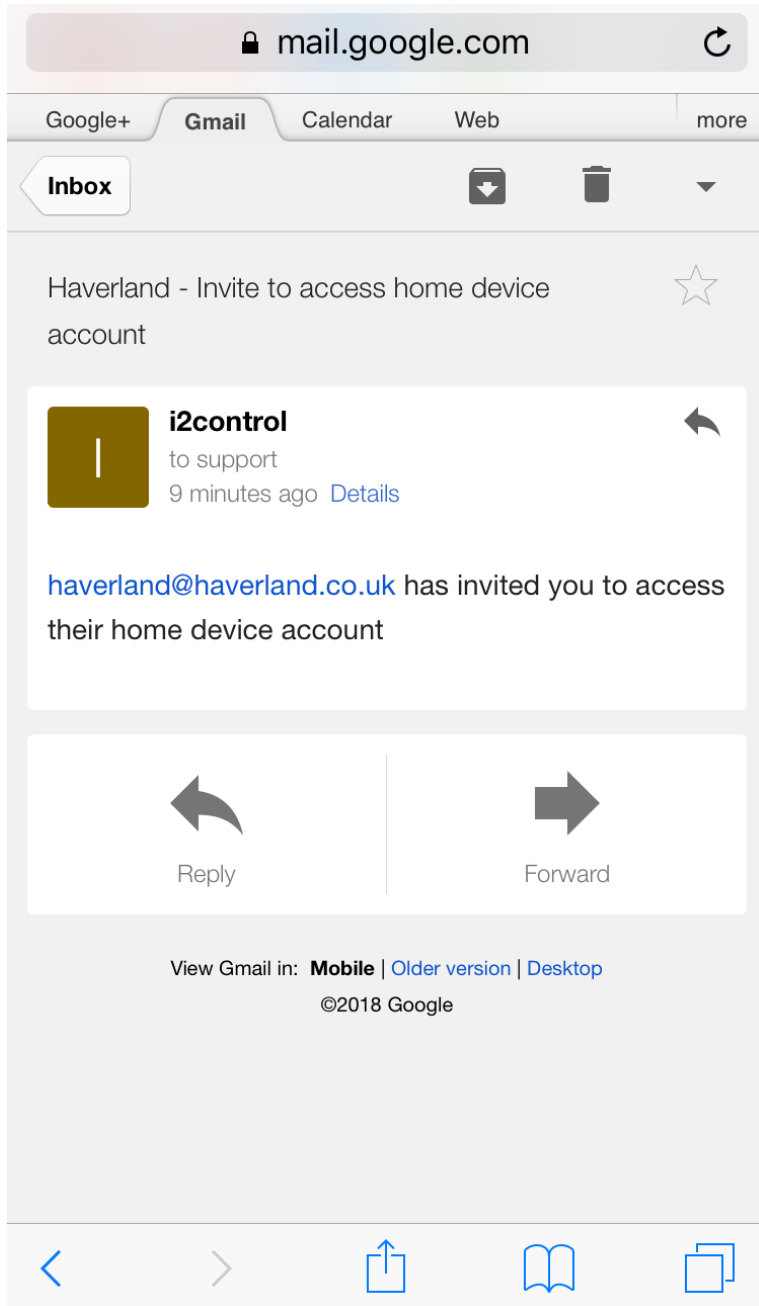 mail.google.com
Google+ Gmail Calendar Web more
Inbox
Haverland - Invite to access home device
account
I
i2control
to support
9 minutes ago Details
haverland@haverland.co.uk has invited you to access
their home device account
Reply Forward
View Gmail in: Mobile | Older version | Desktop
©2018 Google